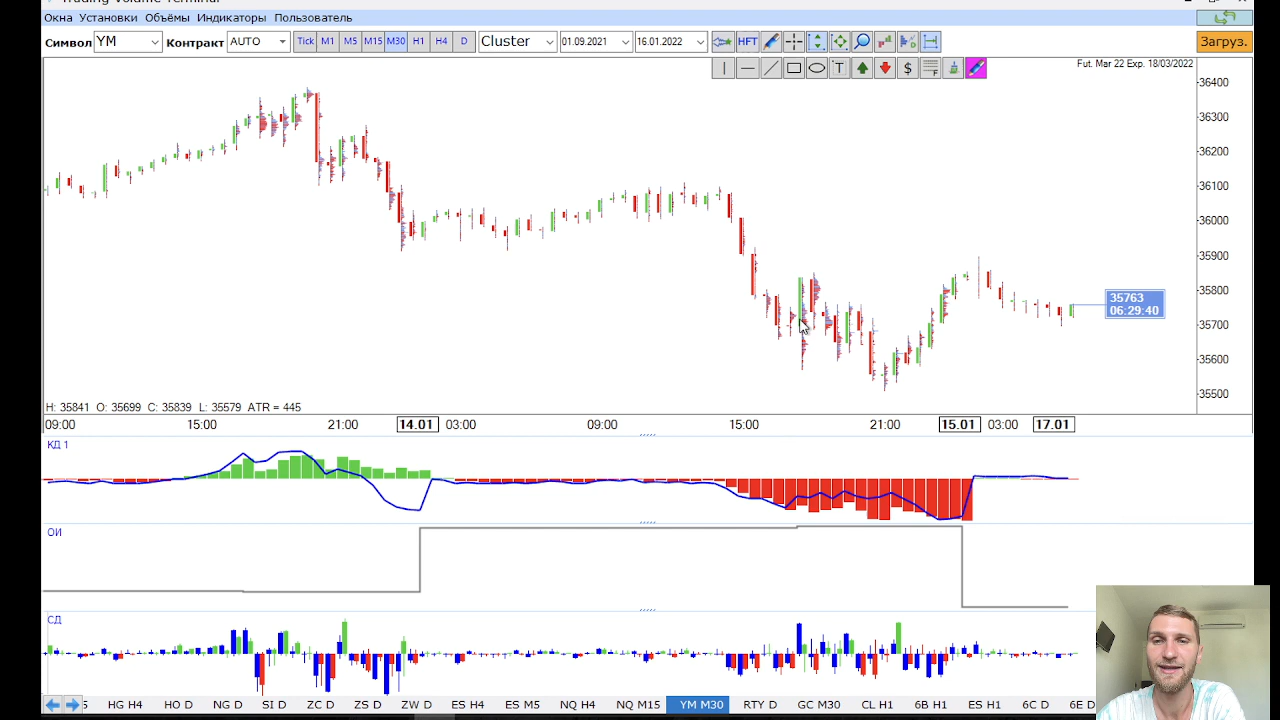 Trading Volume Terminal
Окна Установки Объёмы Индикаторы Пользователь
Символ YM Контракт AUTO Tick M1 M5 M15 M30 H1 H4 D Cluster 01.09.2021 16.01.2022 HFT Загруз.
T $ F
Fut. Mar 22 Exp. 18/03/2022
36400
36300
36200
36100
36000
35900
35800
35763
06:29:40
35700
35600
35500
H: 35841 O: 35699 C: 35839 L: 35579 ATR = 445
09:00 15:00 21:00 14.01 03:00 09:00 15:00 21:00 15.01 03:00 17.01
КД 1
ОИ
СД
HG H4 HO D NG D SI D ZC D ZS D ZW D ES H4 ES M5 NQ H4 NQ M15 YM M30 RTY D GC M30 CL H1 6B H1 ES H1 6C D 6E D